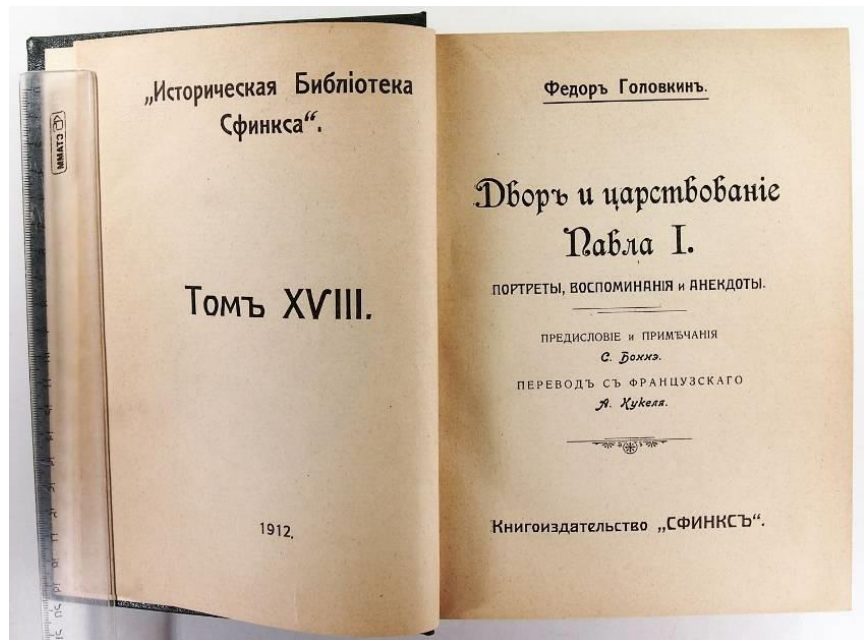 „Историческая Библіотека
Сфинкса“.
Томъ XVIII.
1912.
Федоръ Головкинъ.
Дворъ и царствованіе
Павла I.
ПОРТРЕТЫ, ВОСПОМИНАНІЯ и АНЕКДОТЫ.
ПРЕДИСЛОВІЕ и ПРИМѢЧАНІЯ
С. Боннэ.
ПЕРЕВОДЪ СЪ ФРАНЦУЗСКАГО
А. Кукеля.
Книгоиздательство „СФИНКСЪ“.